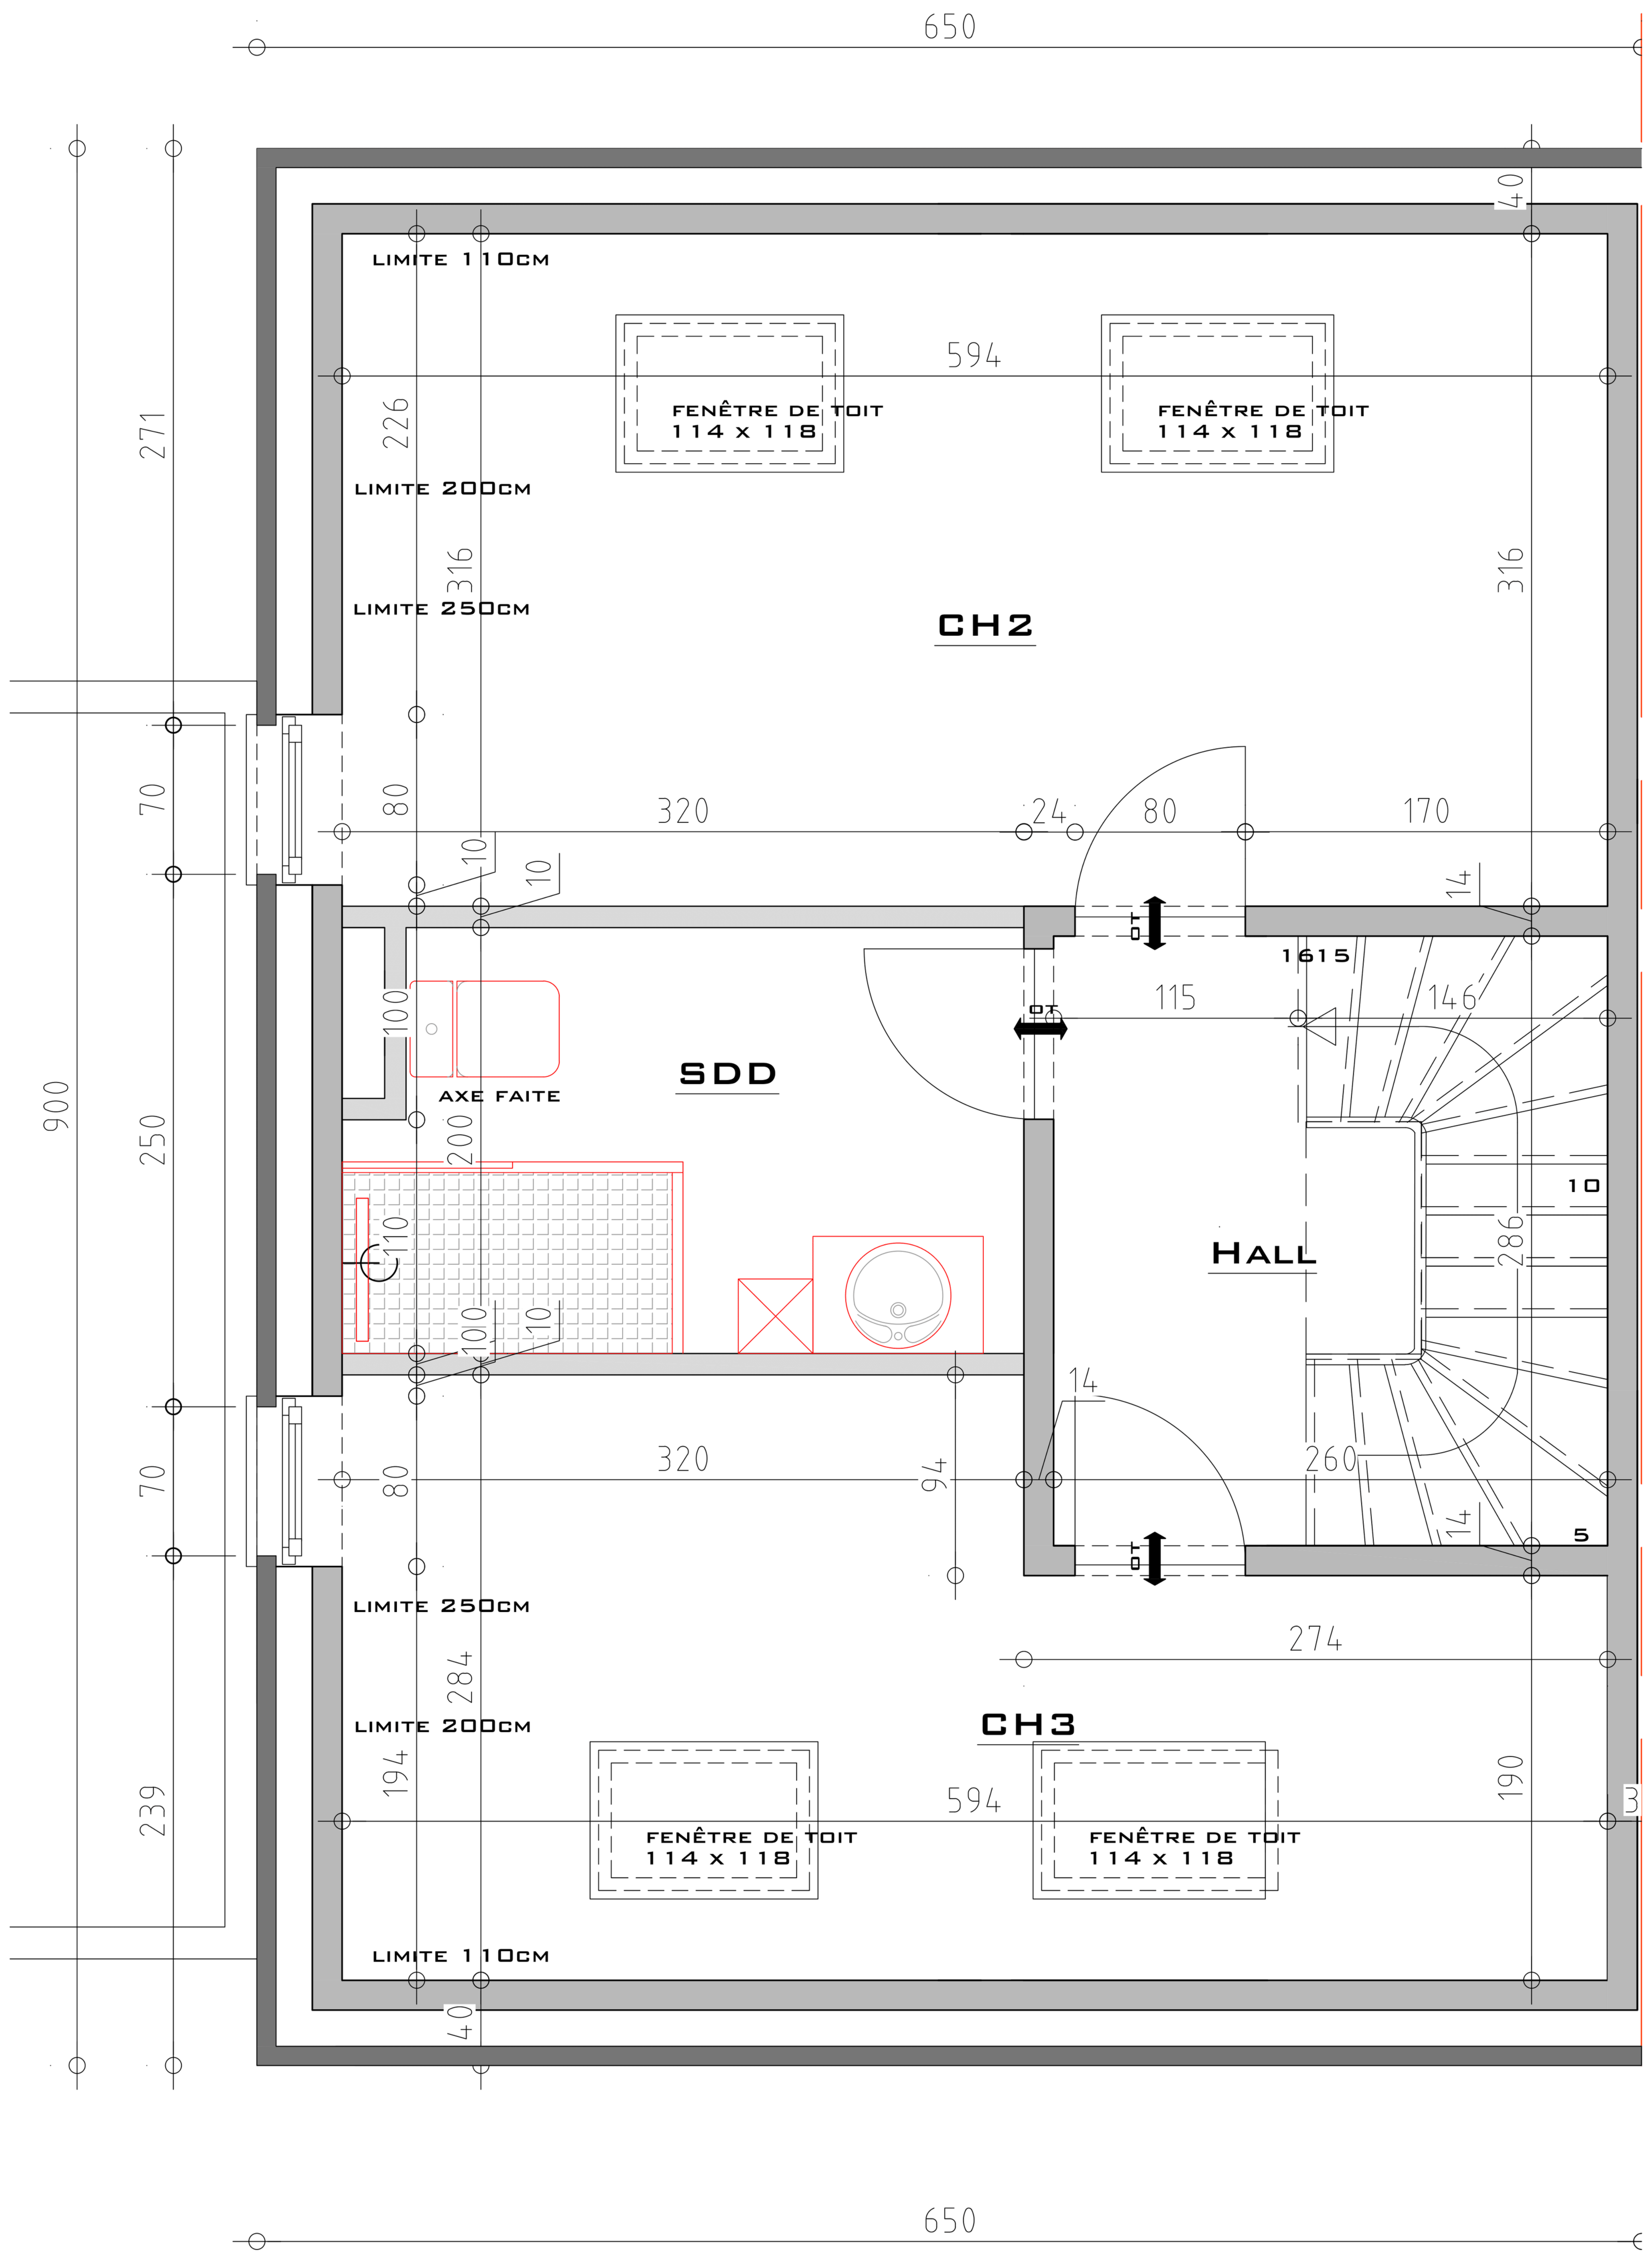 650
40
LIMITE 110CM
594
271
226
FENÊTRE DE TOIT
114 x 118
FENÊTRE DE TOIT
114 x 118
LIMITE 200CM
316
316
LIMITE 250CM
CH2
70
80
320
24
80
170
10
10
14
OT
1615
100
OT
115
146
SDD
AXE FAITE
900
250
200
10
110
HALL
286
100
10
14
70
80
320
94
260
14
5
OT
LIMITE 250CM
274
284
LIMITE 200CM
CH3
239
194
594
190
3
FENÊTRE DE TOIT
114 x 118
FENÊTRE DE TOIT
114 x 118
LIMITE 110CM
40
650